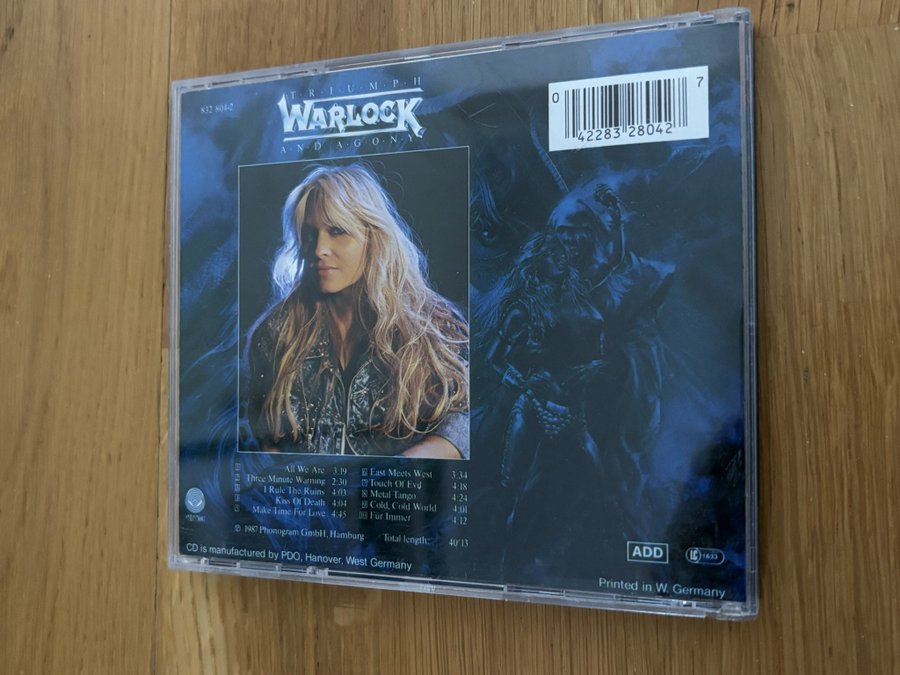 832 804-2
T·R·I·U·M·P·H
WARLOCK
A·N·D A·G·O·N·Y
0 42283 28042 7
All We Are 3:19
Three Minute Warning 2:30
I Rule The Ruins 4:03
Kiss Of Death 4:04
Make Time For Love 4:45
East Meets West 3:34
Touch Of Evil 4:18
Metal Tango 4:24
Cold, Cold World 4:01
Für Immer 4:12
℗ 1987 Phonogram GmbH, Hamburg
Total length: 40'13
CD is manufactured by PDO, Hanover, West Germany
ADD
LC 1633
Printed in W. Germany